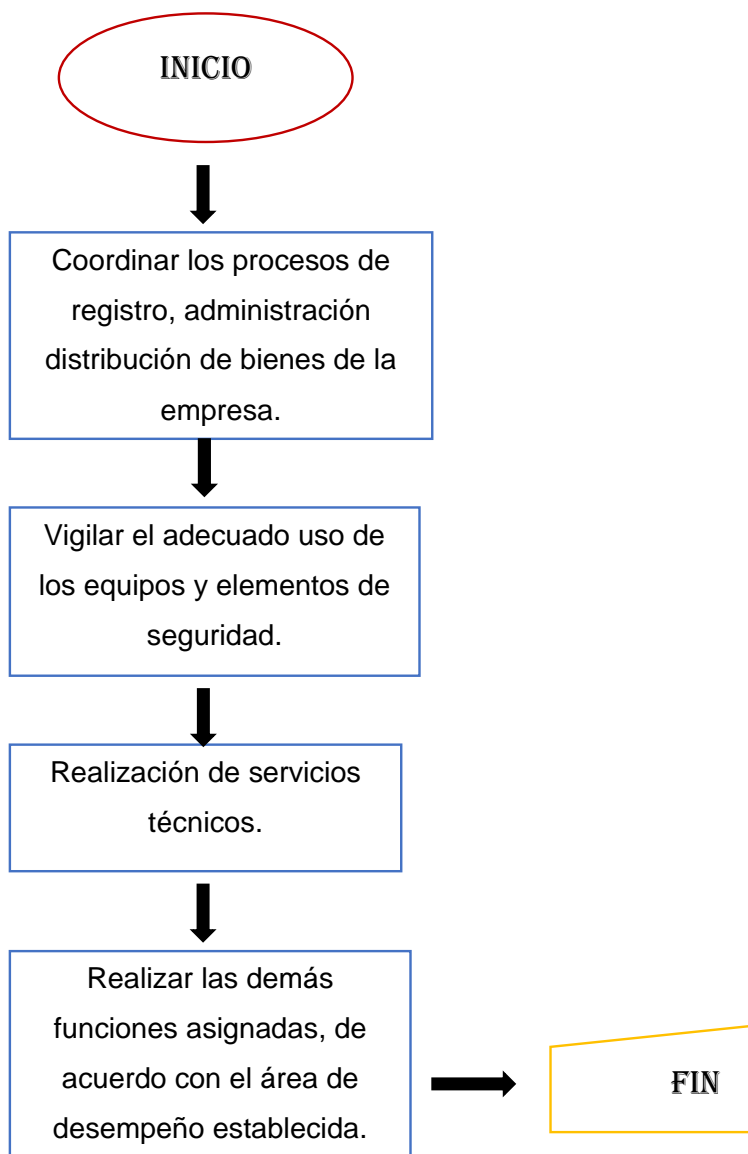 INICIO
Coordinar los procesos de
registro, administración
distribución de bienes de la
empresa.
Vigilar el adecuado uso de
los equipos y elementos de
seguridad.
Realización de servicios
técnicos.
Realizar las demás
funciones asignadas, de
acuerdo con el área de
desempeño establecida.
FIN